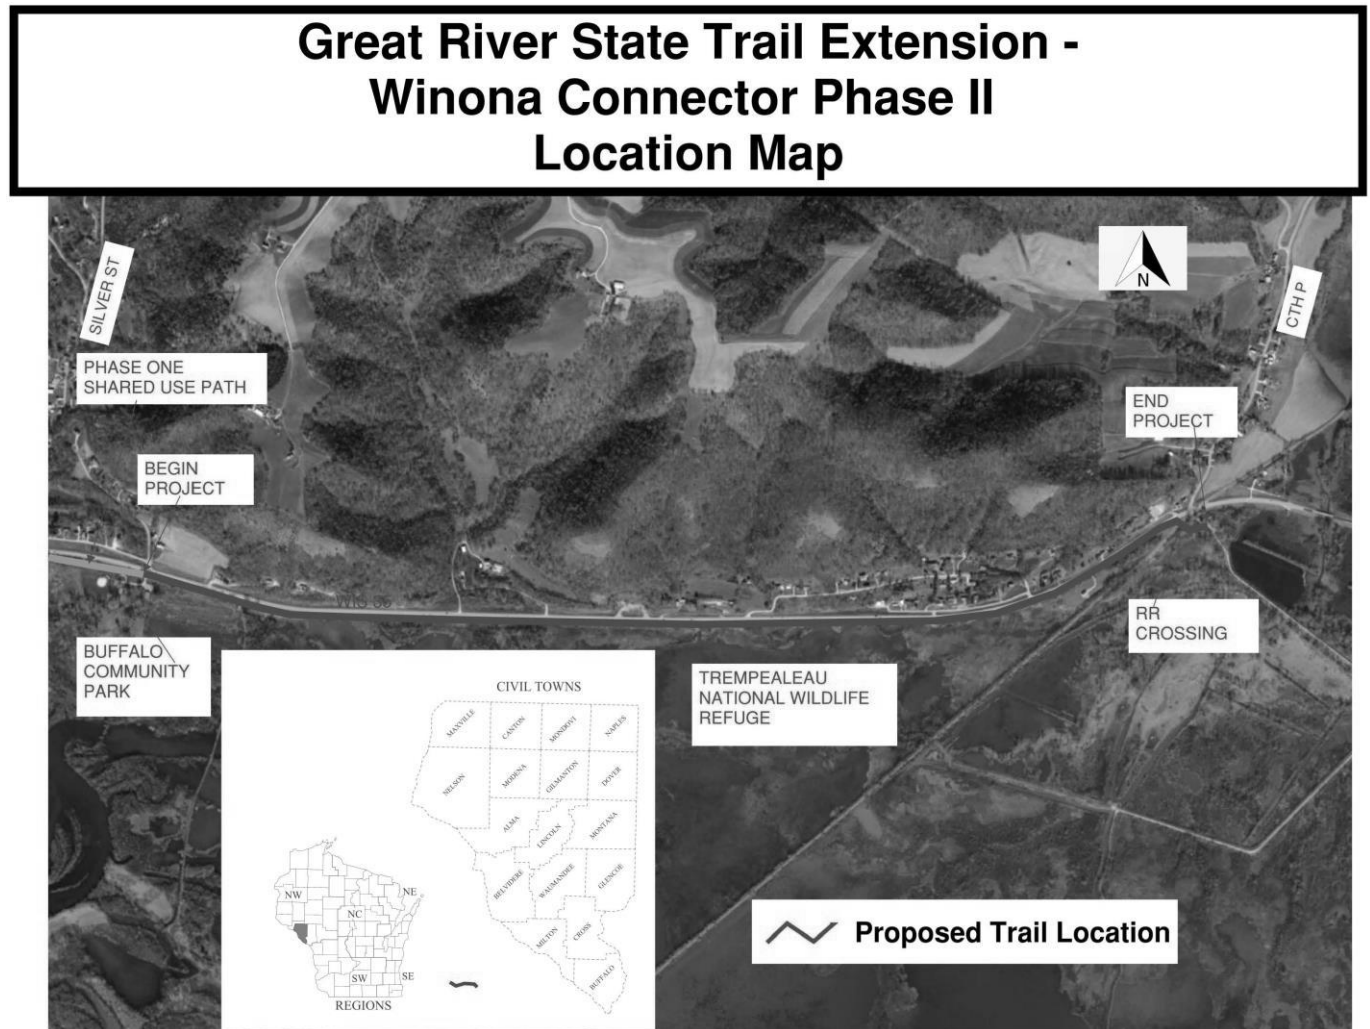 Great River State Trail Extension -
Winona Connector Phase II
Location Map
N
SILVER ST
CTH P
PHASE ONE
SHARED USE PATH
END
PROJECT
BEGIN
PROJECT
RR
CROSSING
BUFFALO
COMMUNITY
PARK
TREMPEALEAU
NATIONAL WILDLIFE
REFUGE
CIVIL TOWNS
MAXVILLE
CANTON
MONDOVI
NAPLES
NELSON
MODENA
GILMANTON
DOVER
ALMA
LINCOLN
MONTANA
BELVIDERE
WAUMANDEE
GLENCOE
MILTON
CROSS
BUFFALO
NW
NE
NC
SW
SE
REGIONS
Proposed Trail Location